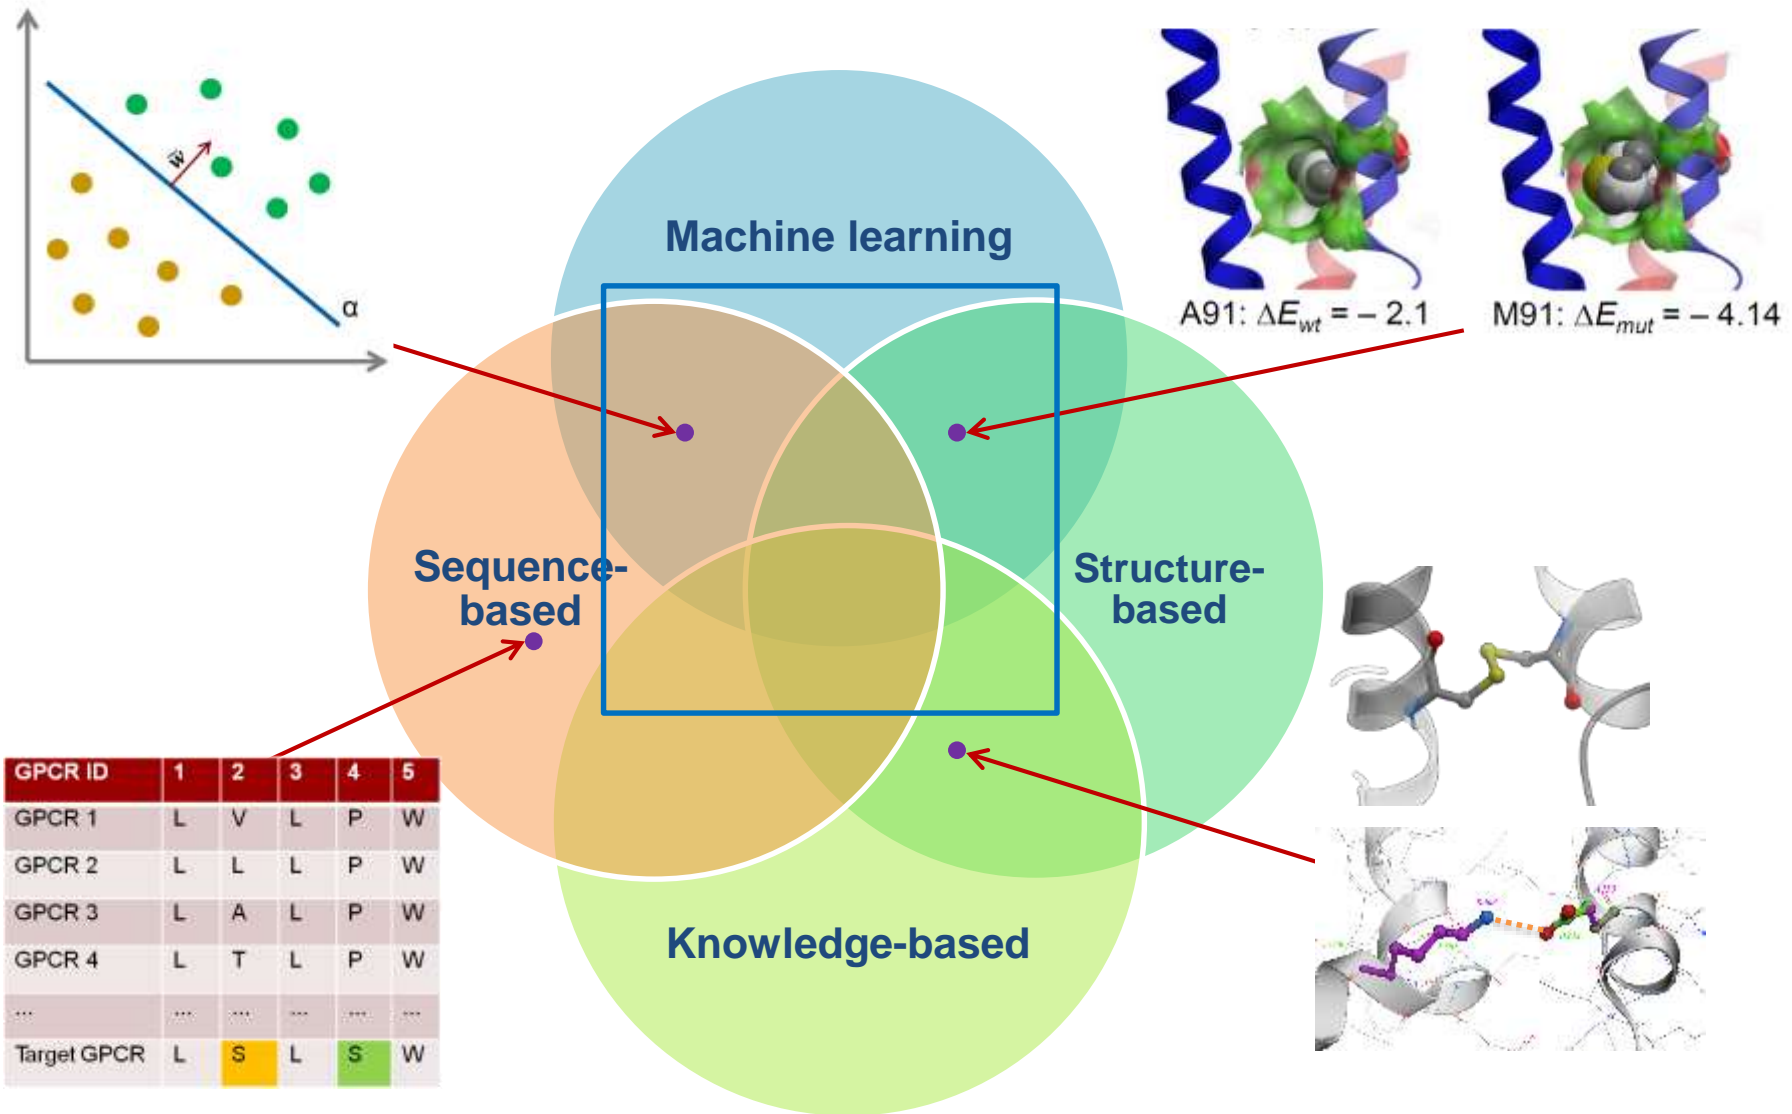 w
α
Machine learning
A91: ΔE_wt = – 2.1
M91: ΔE_mut = – 4.14
Sequence-
based
Structure-
based
Knowledge-based
GPCR ID 1 2 3 4 5
GPCR 1 L V L P W
GPCR 2 L L L P W
GPCR 3 L A L P W
GPCR 4 L T L P W
... ... ... ... ... ...
Target GPCR L S L S W